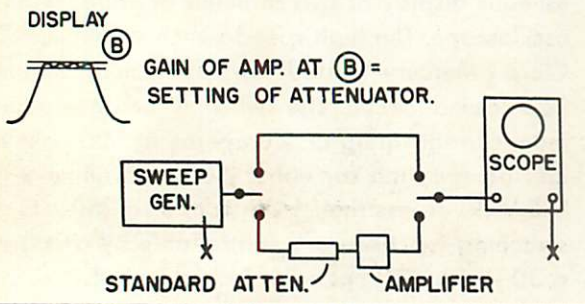 DISPLAY
B
GAIN OF AMP. AT B =
SETTING OF ATTENUATOR.
SWEEP
GEN.
SCOPE
STANDARD ATTEN.
AMPLIFIER